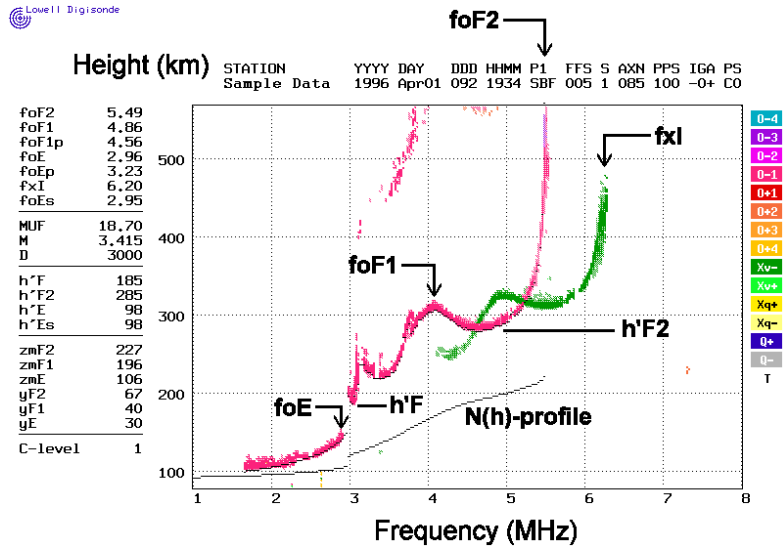 Lowell Digisonde
foF2
Height (km)
STATION YYYY DAY DDD HHMM P1 FFS S AXN PPS IGA PS
Sample Data 1996 Apr01 092 1934 SBF 005 1 085 100 -0+ C0
foF2 5.49
foF1 4.86
foF1p 4.56
foE 2.96
foEp 3.23
fxI 6.20
foEs 2.95
MUF 18.70
M 3.415
D 3000
h'F 185
h'F2 285
h'E 98
h'Es 98
zmF2 227
zmF1 196
zmE 106
yF2 67
yF1 40
yE 30
C-level 1
500
400
300
200
100
fxI
foF1
h'F2
foE
h'F
N(h)-profile
O-4
O-3
O-2
O-1
O+1
O+2
O+3
O+4
Xv-
Xv+
Xq+
Xq-
Q+
Q-
T
1 2 3 4 5 6 7 8
Frequency (MHz)